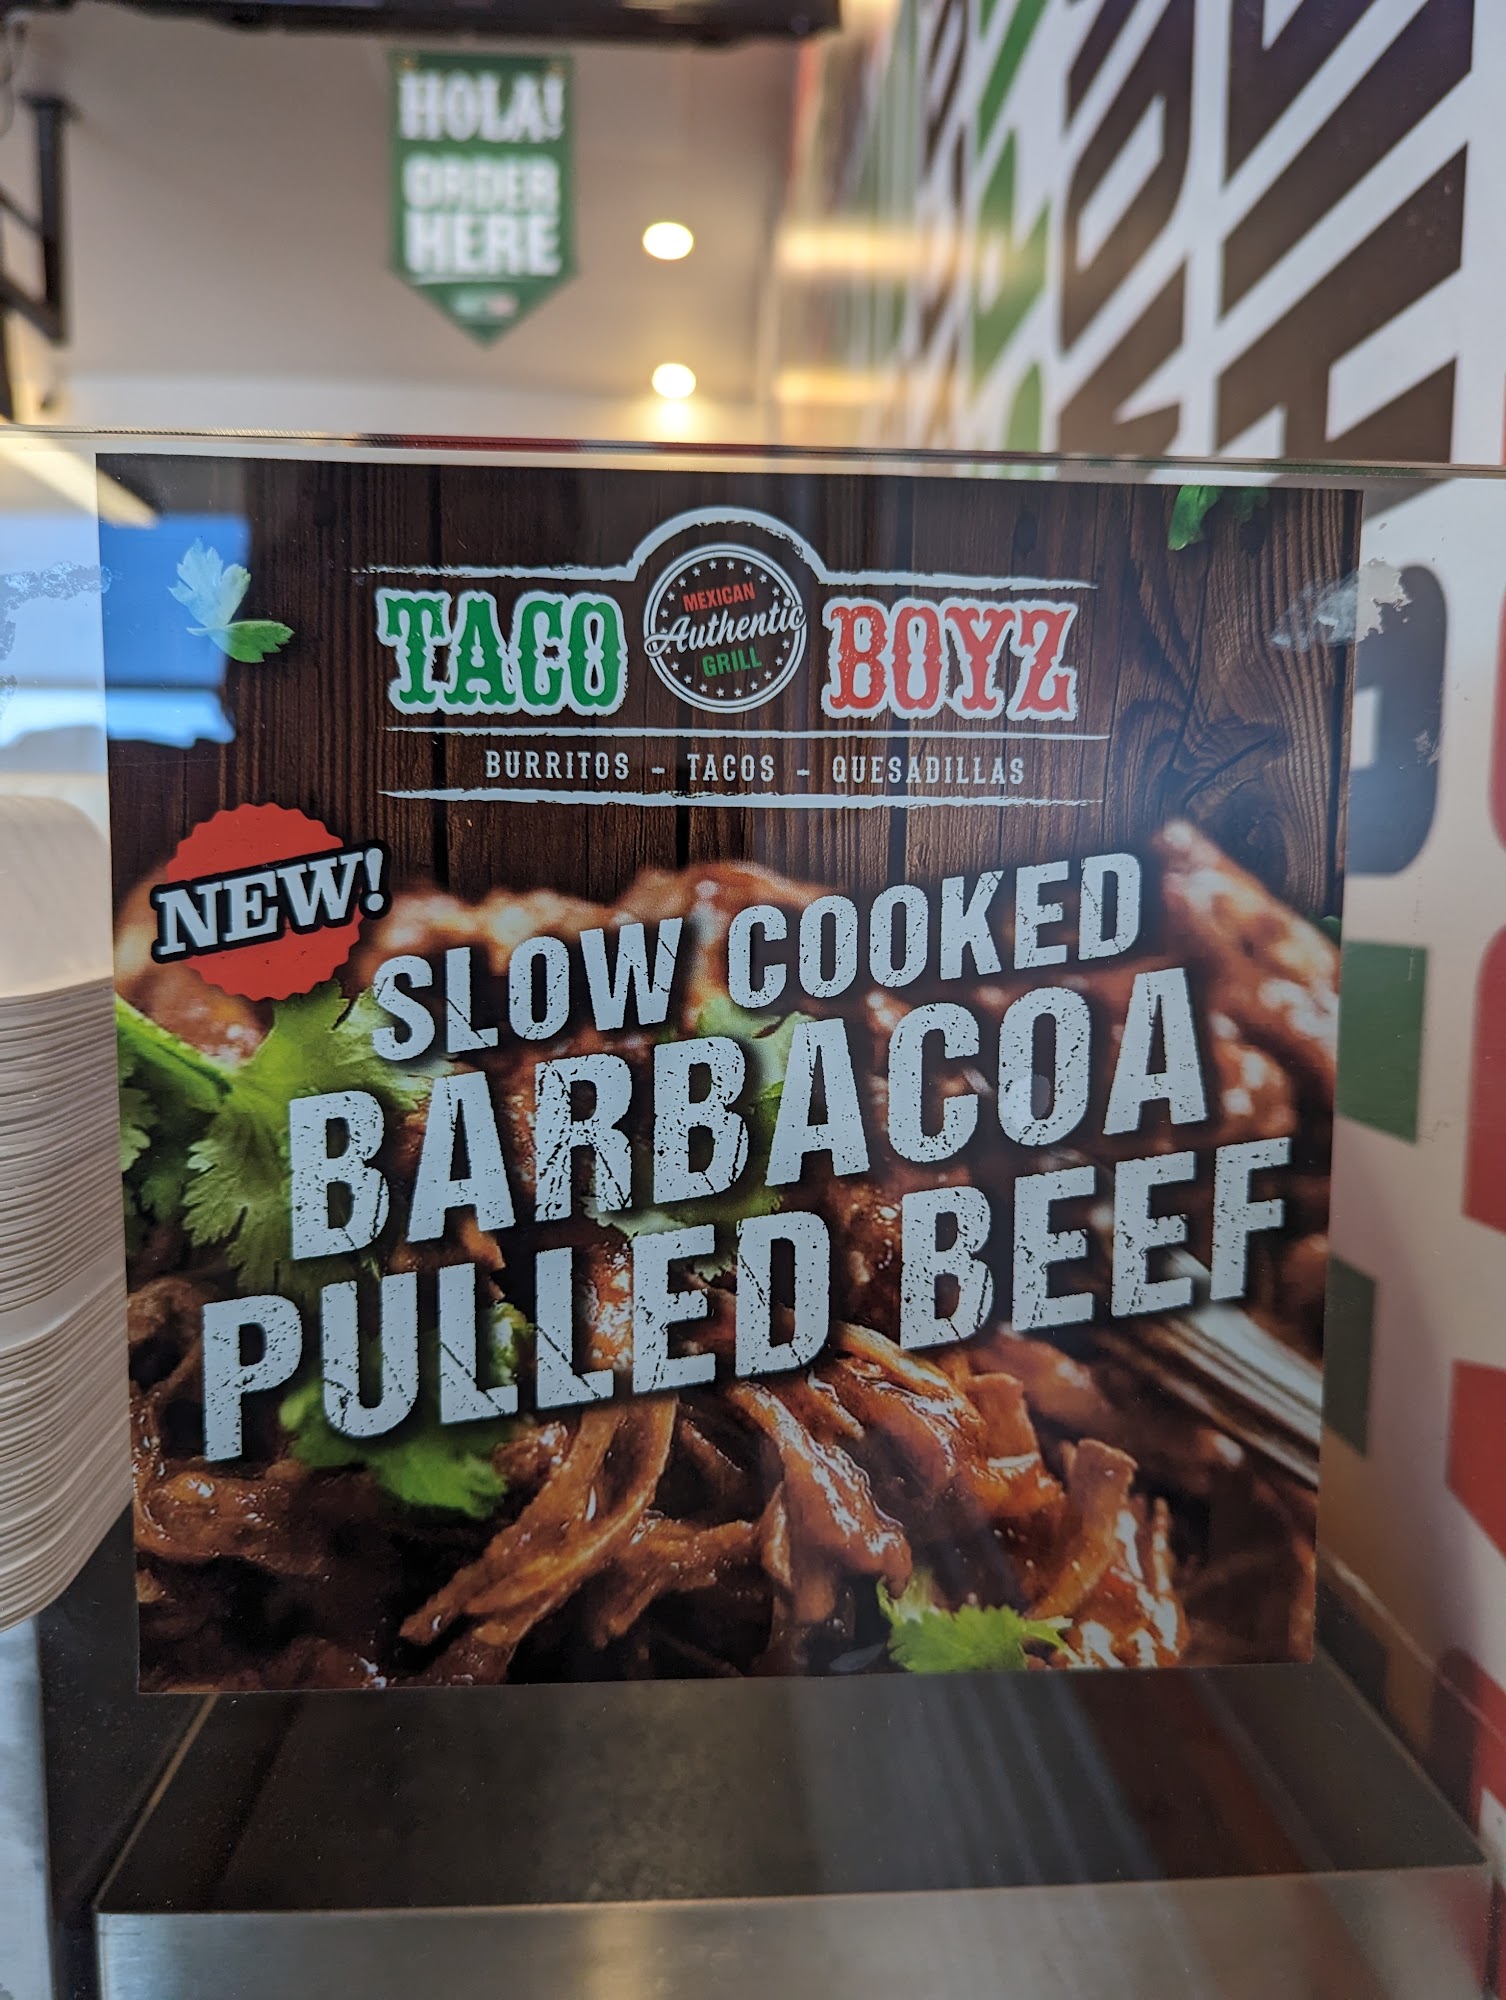 HOLA!
ORDER
HERE
TACO BOYZ
MEXICAN
Authentic
GRILL
BURRITOS - TACOS - QUESADILLAS
NEW!
SLOW COOKED
BARBACOA
PULLED BEEF